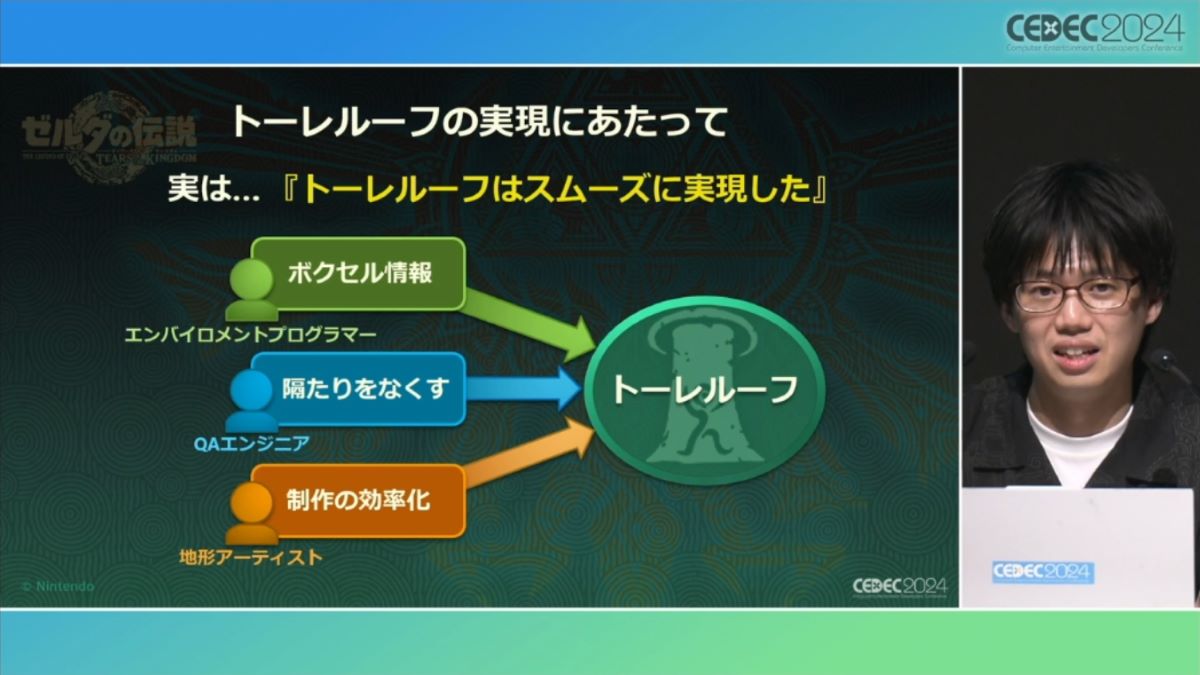 CEDEC2024
Computer Entertainment Developers Conference
ゼルダの伝説
THE LEGEND OF
TEARS OF THE KINGDOM
トーレルーフの実現にあたって
実は…『トーレルーフはスムーズに実現した』
ボクセル情報
エンバイロメントプログラマー
隔たりをなくす
QAエンジニア
制作の効率化
地形アーティスト
トーレルーフ
© Nintendo
CEDEC2024
Computer Entertainment Developers Conference
CEDEC2024